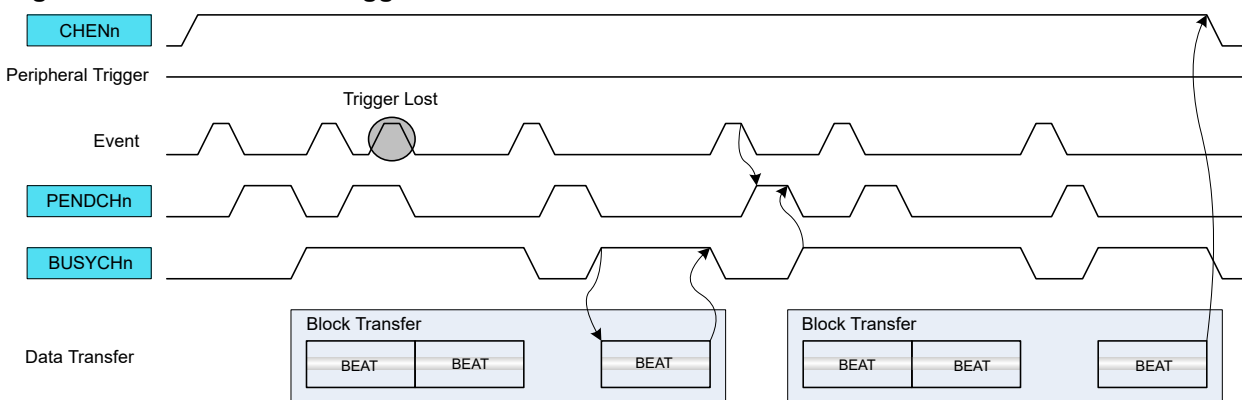 CHENn
Peripheral Trigger
Trigger Lost
Event
PENDCHn
BUSYCHn
Block Transfer
Block Transfer
Data Transfer
BEAT
BEAT
BEAT
BEAT
BEAT
BEAT